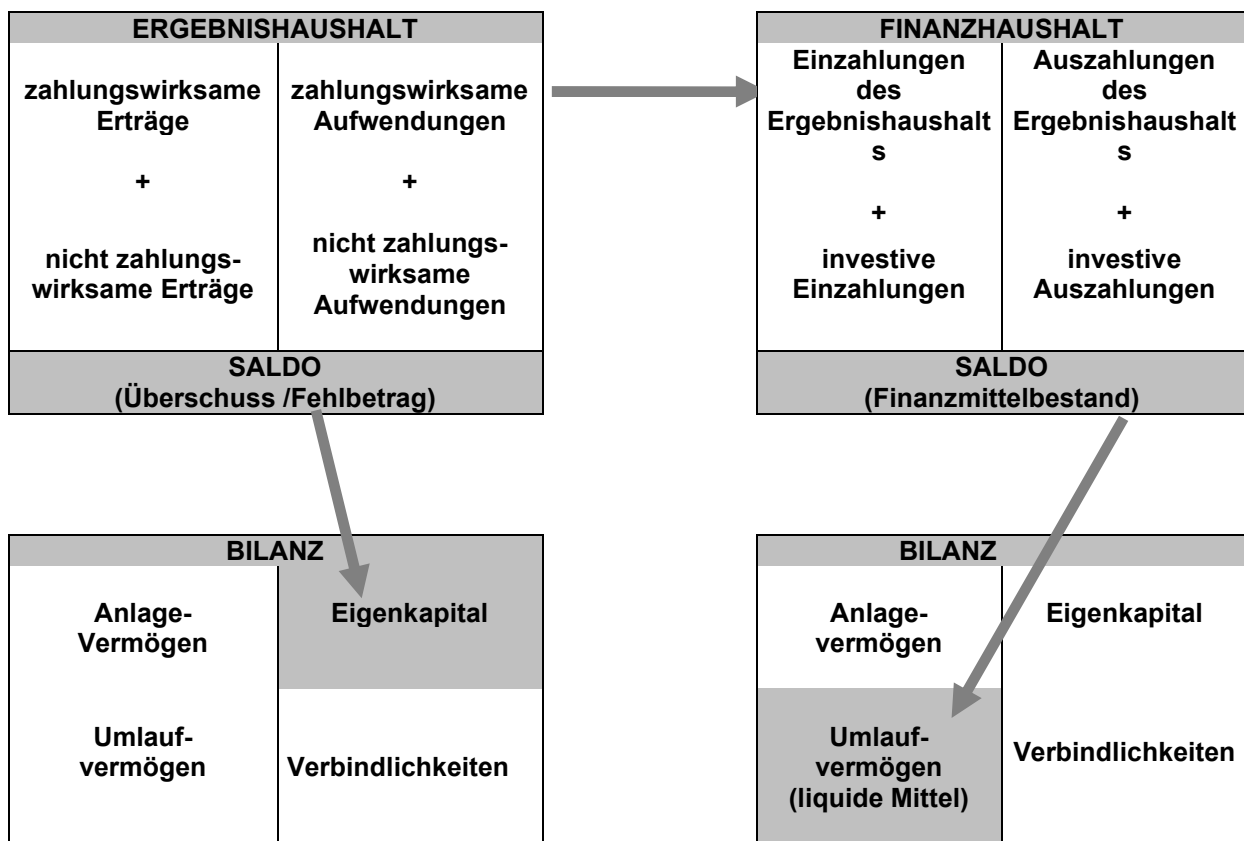 ERGEBNISHAUSHALT
zahlungswirksame
Erträge
+
nicht zahlungs-
wirksame Erträge
zahlungswirksame
Aufwendungen
+
nicht zahlungs-
wirksame
Aufwendungen
SALDO
(Überschuss /Fehlbetrag)
FINANZHAUSHALT
Einzahlungen
des
Ergebnishaushalt
s
+
investive
Einzahlungen
Auszahlungen
des
Ergebnishaushalt
s
+
investive
Auszahlungen
SALDO
(Finanzmittelbestand)
BILANZ
Anlage-
Vermögen
Eigenkapital
Umlauf-
vermögen
Verbindlichkeiten
BILANZ
Anlage-
vermögen
Eigenkapital
Umlauf-
vermögen
(liquide Mittel)
Verbindlichkeiten